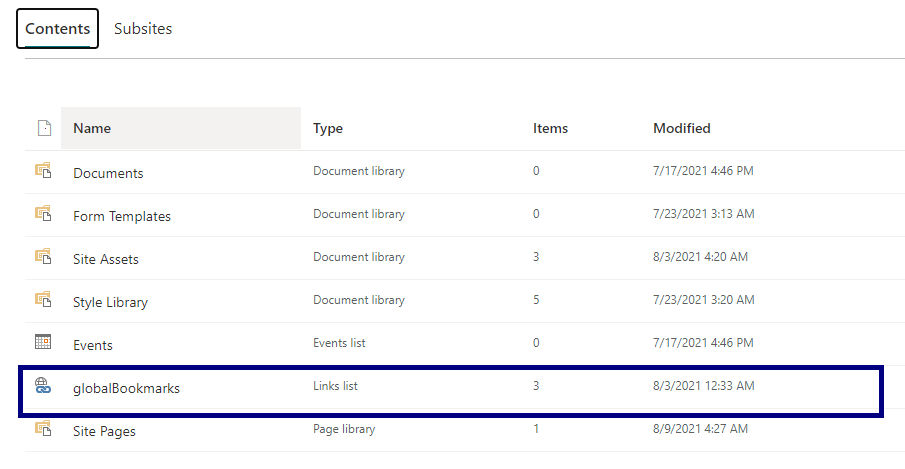 Contents Subsites
Name Type Items Modified
Documents Document library 0 7/17/2021 4:46 PM
Form Templates Document library 0 7/23/2021 3:13 AM
Site Assets Document library 3 8/3/2021 4:20 AM
Style Library Document library 5 7/23/2021 3:20 AM
Events Events list 0 7/17/2021 4:46 PM
globalBookmarks Links list 3 8/3/2021 12:33 AM
Site Pages Page library 1 8/9/2021 4:27 AM